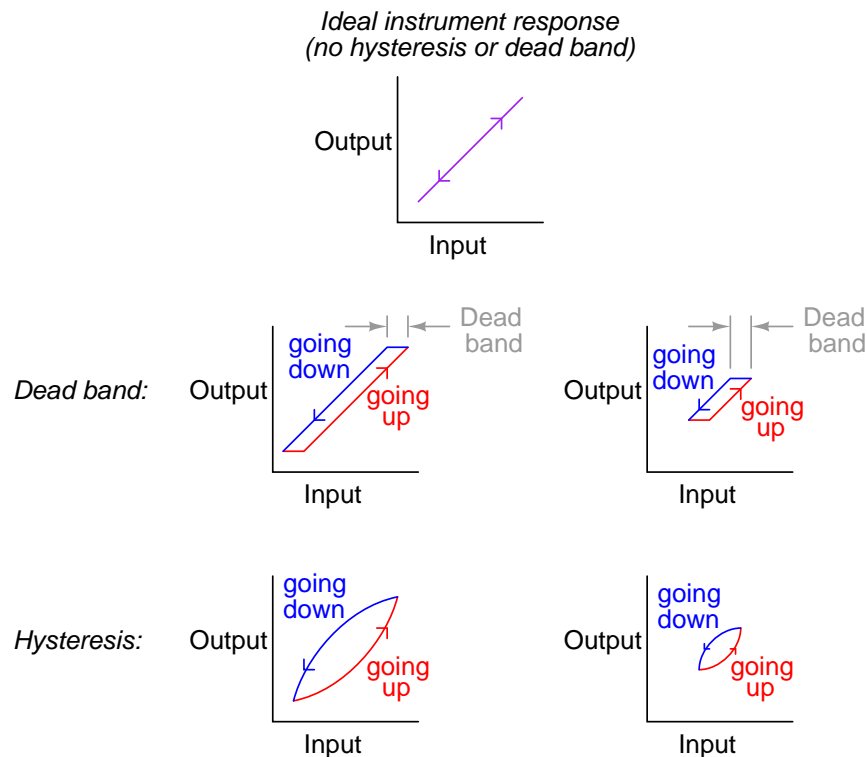 Ideal instrument response
(no hysteresis or dead band)
Output
Input
Dead band:
Output
going
down
going
up
Dead
band
Input
Output
going
down
going
up
Dead
band
Input
Hysteresis:
Output
going
down
going
up
Input
Output
going
down
going
up
Input